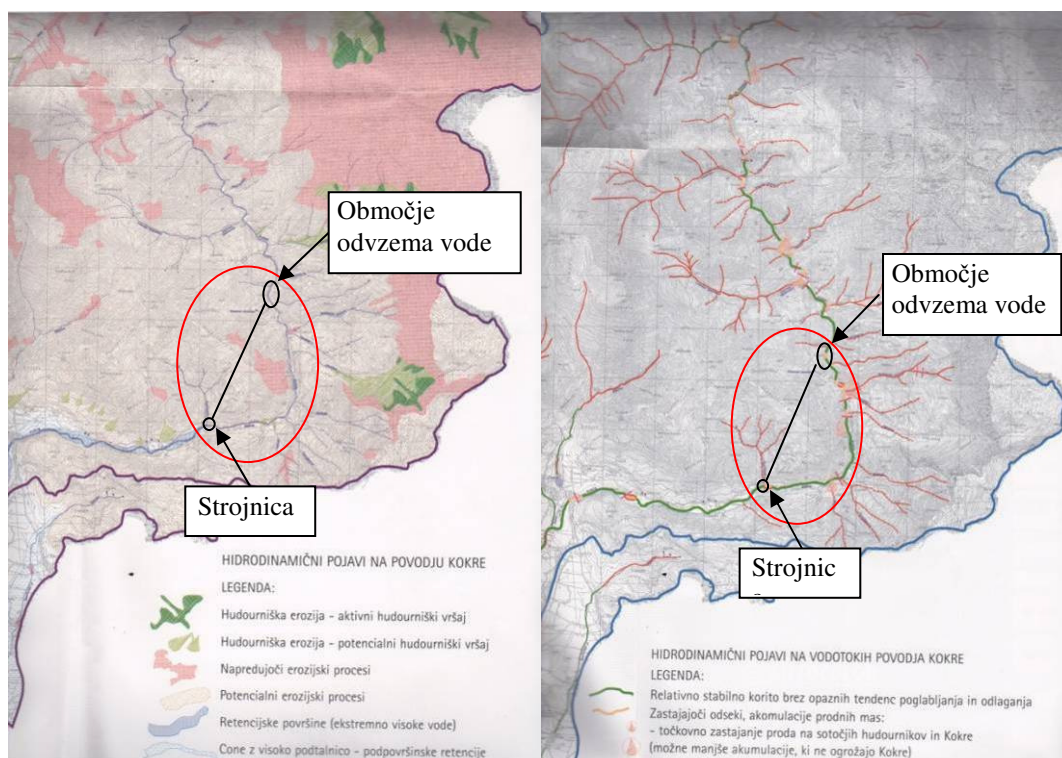 Območje
odvzema vode
Strojnica
HIDRODINAMIČNI POJAVI NA POVODJU KOKRE
LEGENDA:
Hudourniška erozija - aktivni hudourniški vršaj
Hudourniška erozija - potencialni hudourniški vršaj
Napredujoči erozijski procesi
Potencialni erozijski procesi
Retencijske površine (ekstremno visoke vode)
Cone z visoko podtalnico - podpovršinske retencije
Območje
odvzema vode
Strojnic
HIDRODINAMIČNI POJAVI NA VODOTOKIH POVODJA KOKRE
LEGENDA:
Relativno stabilno korito brez opaznih tendenc poglabljanja in odlaganja
Zastajajoči odseki, akomulacije prodnih mas:
- točkovno zastajanje proda na sotočjih hudournikov in Kokre
(možne manjše akumulacije, ki ne ogrožajo Kokre)